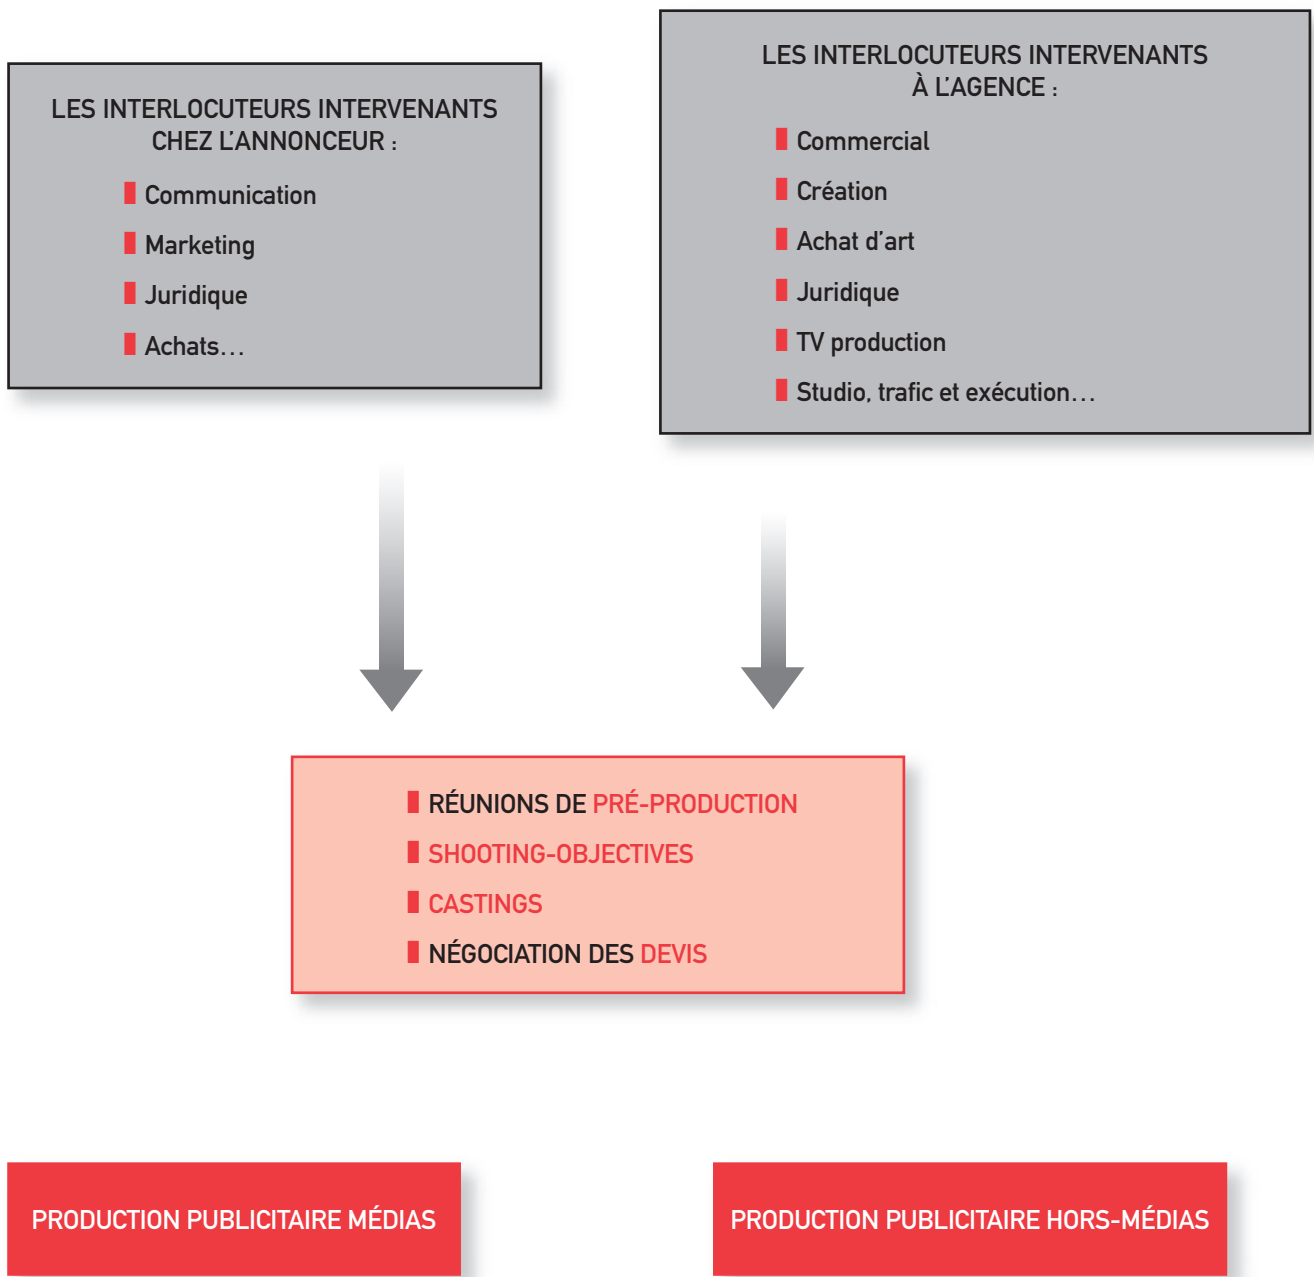 LES INTERLOCUTEURS INTERVENANTS
CHEZ L’ANNONCEUR :
Communication
Marketing
Juridique
Achats…
LES INTERLOCUTEURS INTERVENANTS
À L’AGENCE :
Commercial
Création
Achat d’art
Juridique
TV production
Studio, trafic et exécution…
RÉUNIONS DE PRÉ-PRODUCTION
SHOOTING-OBJECTIVES
CASTINGS
NÉGOCIATION DES DEVIS
PRODUCTION PUBLICITAIRE MÉDIAS
PRODUCTION PUBLICITAIRE HORS-MÉDIAS